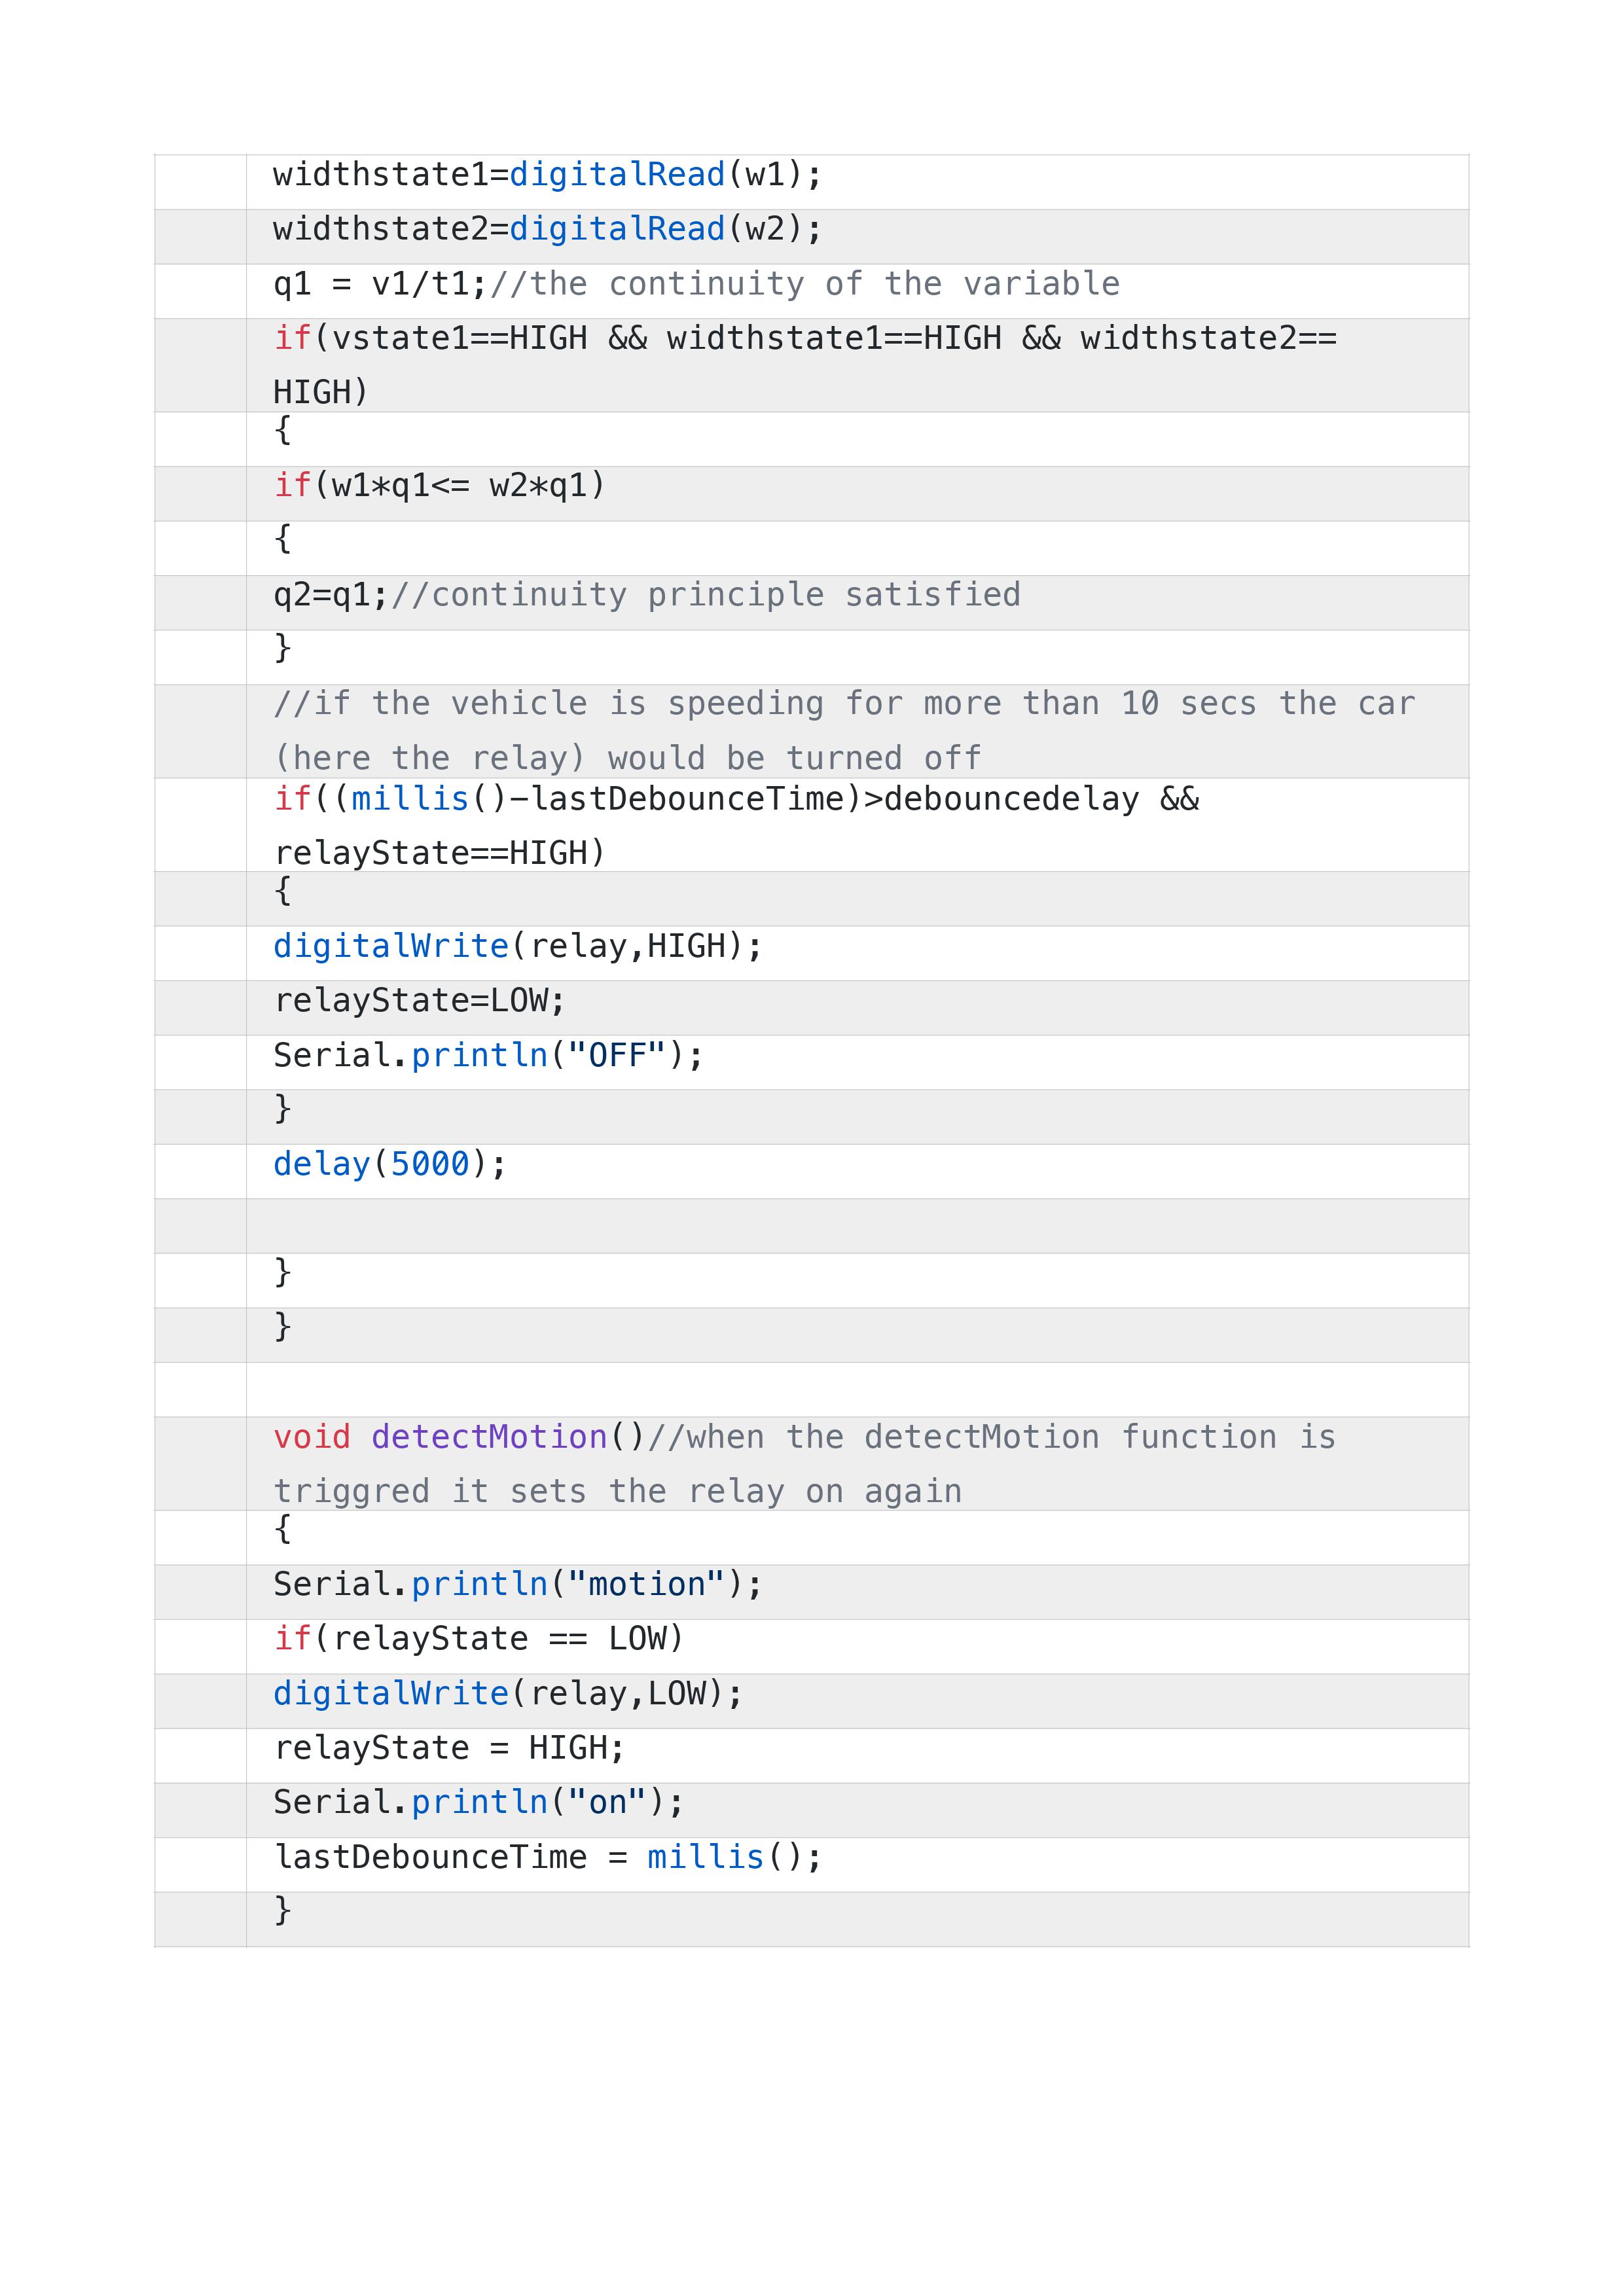 widthstate1=digitalRead(w1);
widthstate2=digitalRead(w2);
q1 = v1/t1;//the continuity of the variable
if(vstate1==HIGH && widthstate1==HIGH && widthstate2==
HIGH)
{
if(w1*q1<= w2*q1)
{
q2=q1;//continuity principle satisfied
}
//if the vehicle is speeding for more than 10 secs the car
(here the relay) would be turned off
if((millis()−lastDebounceTime)>debouncedelay &&
relayState==HIGH)
{
digitalWrite(relay,HIGH);
relayState=LOW;
Serial.println("OFF");
}
delay(5000);
}
}
void detectMotion()//when the detectMotion function is
triggred it sets the relay on again
{
Serial.println("motion");
if(relayState == LOW)
digitalWrite(relay,LOW);
relayState = HIGH;
Serial.println("on");
lastDebounceTime = millis();
}